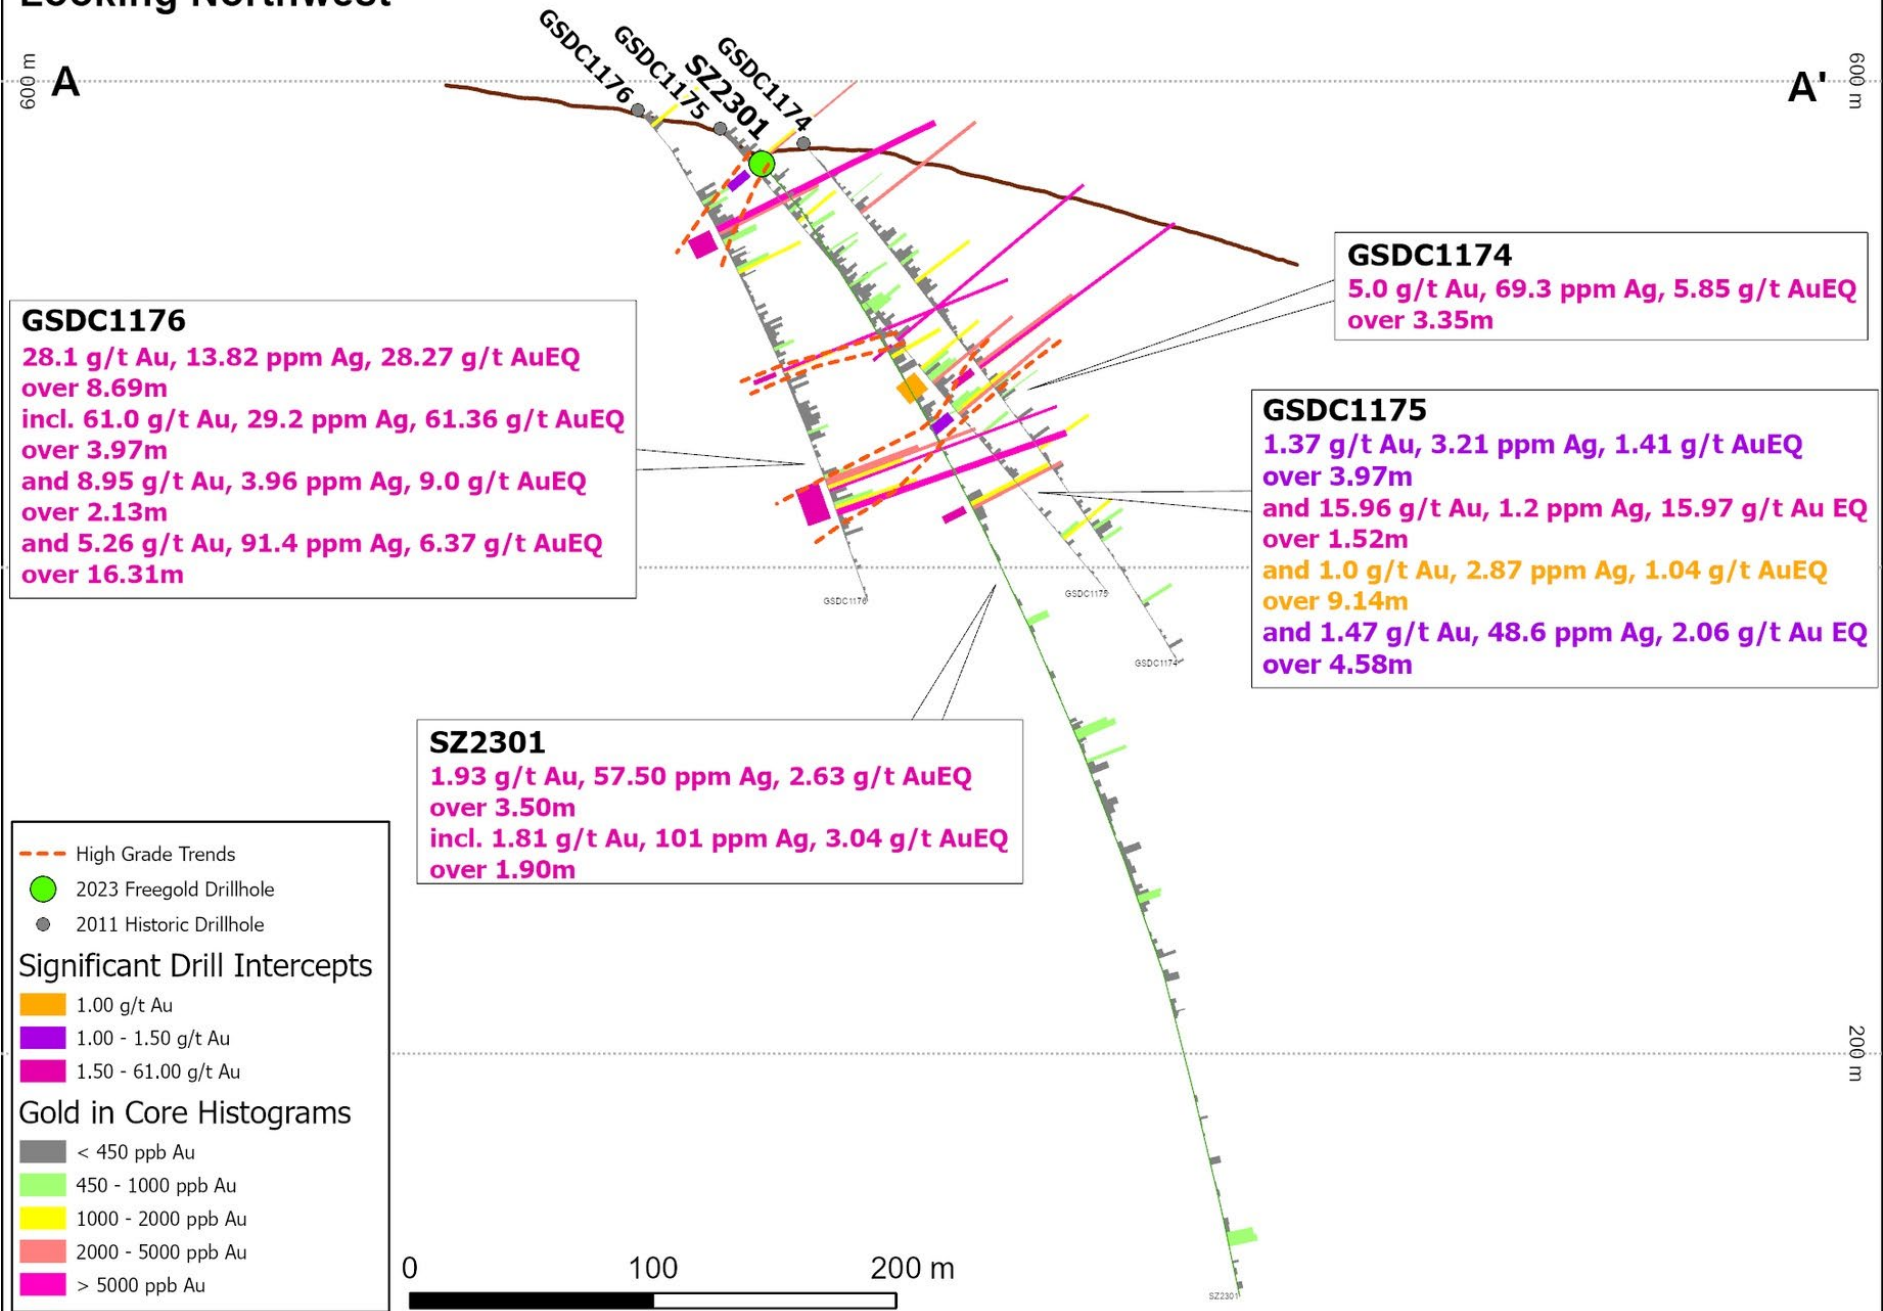 Looking Northwest
600 m
A
GSDC1176
GSDC1175
SZ2301
GSDC1174
A'
600 m
GSDC1174
5.0 g/t Au, 69.3 ppm Ag, 5.85 g/t AuEQ
over 3.35m
GSDC1176
28.1 g/t Au, 13.82 ppm Ag, 28.27 g/t AuEQ
over 8.69m
incl. 61.0 g/t Au, 29.2 ppm Ag, 61.36 g/t AuEQ
over 3.97m
and 8.95 g/t Au, 3.96 ppm Ag, 9.0 g/t AuEQ
over 2.13m
and 5.26 g/t Au, 91.4 ppm Ag, 6.37 g/t AuEQ
over 16.31m
GSDC1175
1.37 g/t Au, 3.21 ppm Ag, 1.41 g/t AuEQ
over 3.97m
and 15.96 g/t Au, 1.2 ppm Ag, 15.97 g/t Au EQ
over 1.52m
and 1.0 g/t Au, 2.87 ppm Ag, 1.04 g/t AuEQ
over 9.14m
and 1.47 g/t Au, 48.6 ppm Ag, 2.06 g/t Au EQ
over 4.58m
GSDC1176
GSDC1175
GSDC1174
SZ2301
1.93 g/t Au, 57.50 ppm Ag, 2.63 g/t AuEQ
over 3.50m
incl. 1.81 g/t Au, 101 ppm Ag, 3.04 g/t AuEQ
over 1.90m
High Grade Trends
2023 Freegold Drillhole
2011 Historic Drillhole
Significant Drill Intercepts
1.00 g/t Au
1.00 - 1.50 g/t Au
1.50 - 61.00 g/t Au
Gold in Core Histograms
< 450 ppb Au
450 - 1000 ppb Au
1000 - 2000 ppb Au
2000 - 5000 ppb Au
> 5000 ppb Au
200 m
0 100 200 m
SZ2301